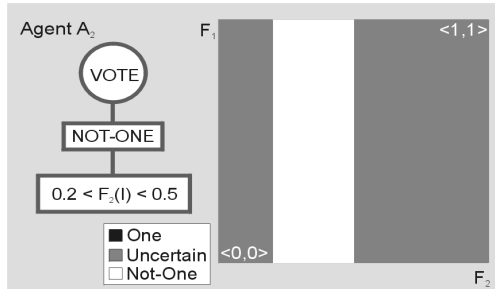 Agent A₂
VOTE
NOT-ONE
0.2 < F₂(I) < 0.5
One
Uncertain
Not-One
F₁
<1,1>
<0,0>
F₂